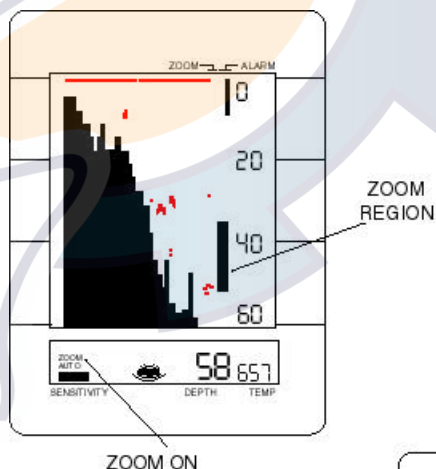 ZOOM ALARM
0
20
ZOOM
REGION
40
60
ZOOM
AUTO
58 657
SENSITIVITY DEPTH TEMP
ZOOM ON